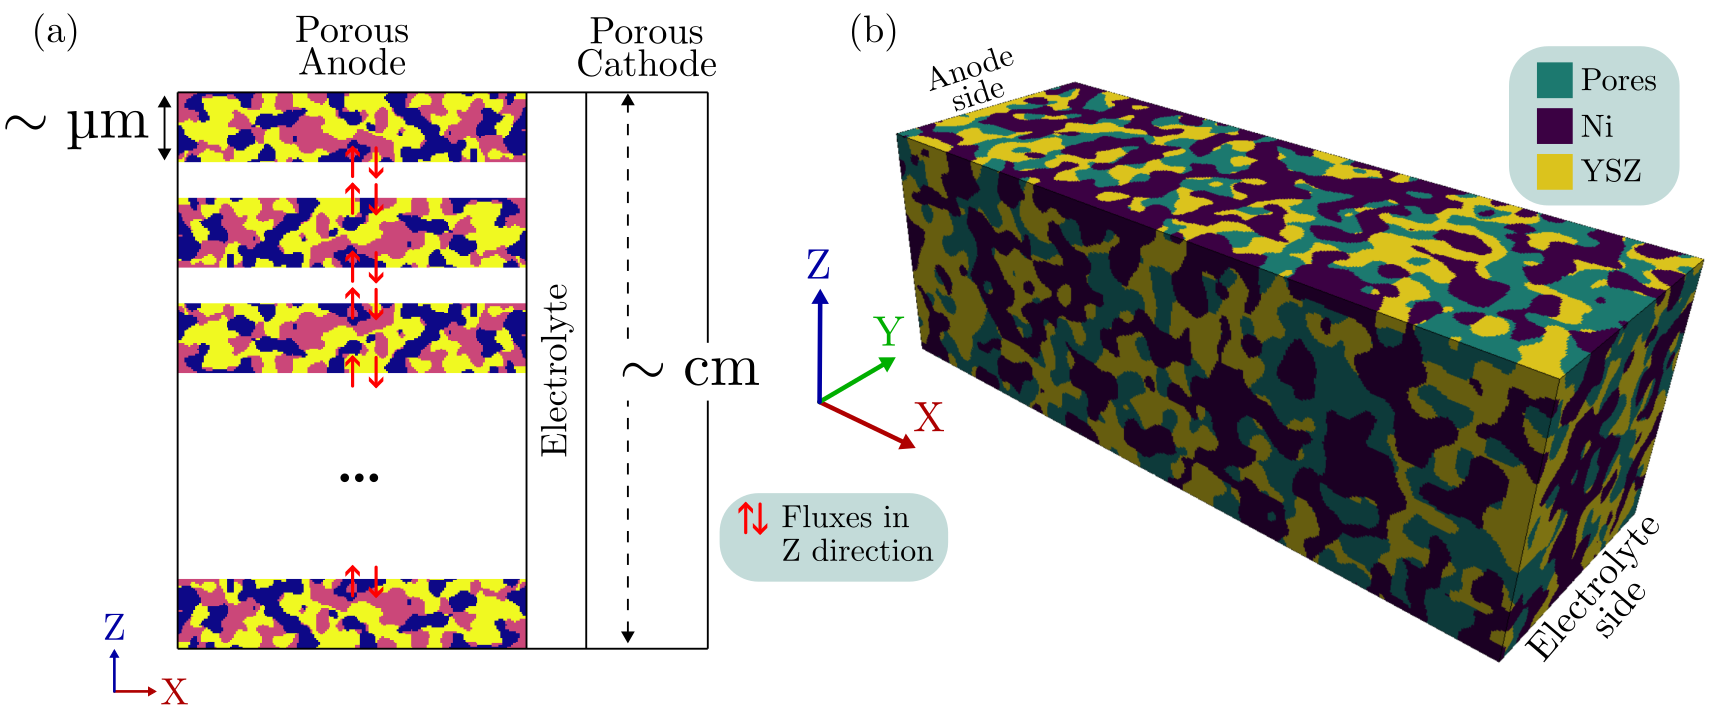 (a)
Porous
Anode
Porous
Cathode
∼ µm
Electrolyte
∼ cm
...
Fluxes in
Z direction
Z
X
(b)
Anode
side
Pores
Ni
YSZ
Z
Y
X
Electrolyte
side